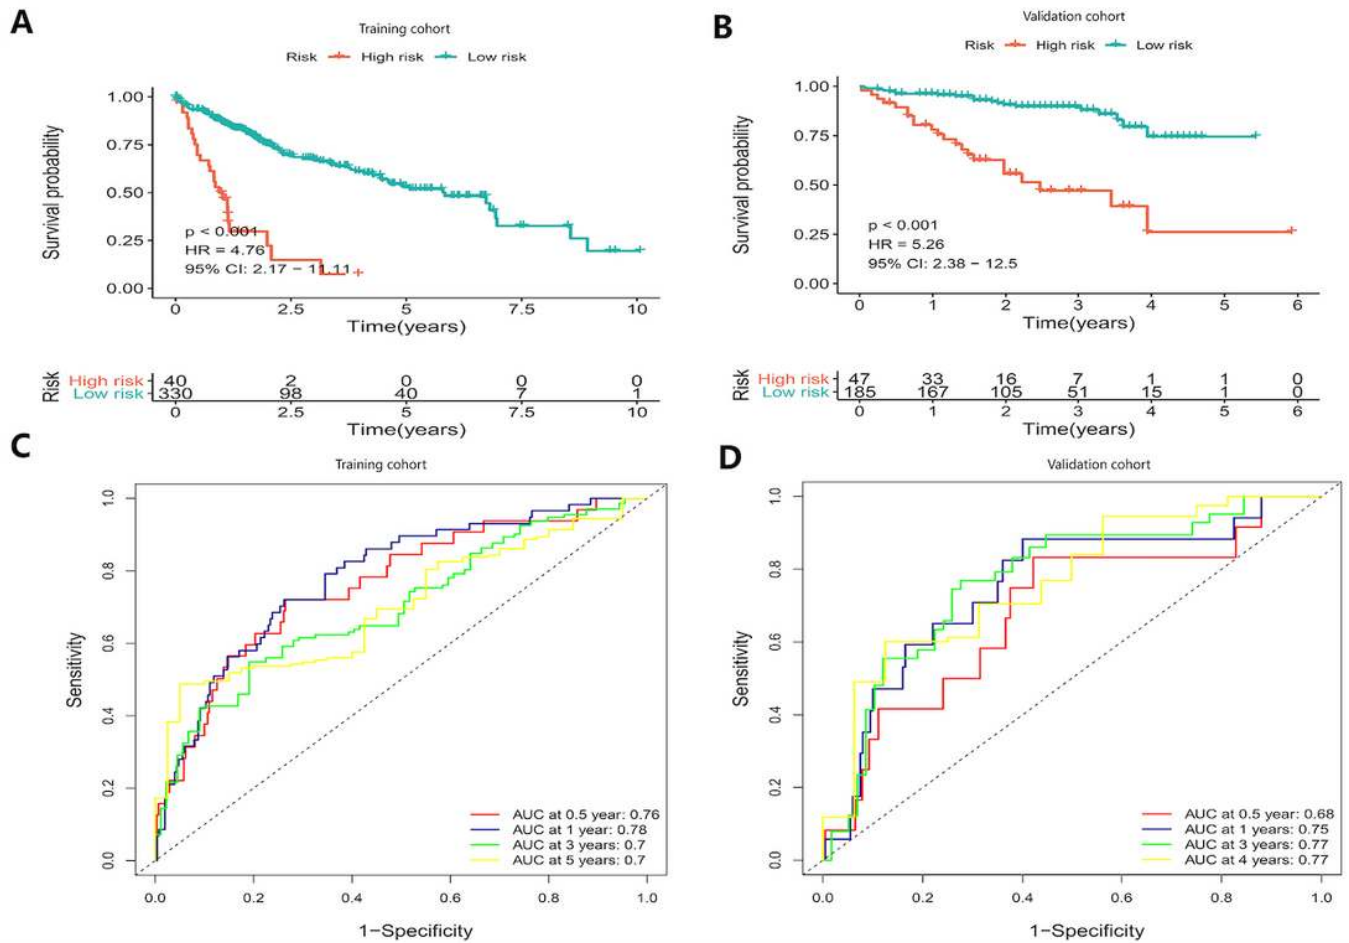 A
Training cohort
Risk High risk Low risk
Survival probability
1.00
0.75
0.50
0.25
0.00
p < 0.001
HR = 4.76
95% CI: 2.17 − 11.11
0 2.5 5 7.5 10
Time(years)
Risk
High risk 40 2 0 0 0
Low risk 330 98 40 7 1
0 2.5 5 7.5 10
Time(years)
B
Validation cohort
Risk High risk Low risk
Survival probability
1.00
0.75
0.50
0.25
0.00
p < 0.001
HR = 5.26
95% CI: 2.38 − 12.5
0 1 2 3 4 5 6
Time(years)
Risk
High risk 47 33 16 7 1 1 0
Low risk 185 167 105 51 15 1 0
0 1 2 3 4 5 6
Time(years)
C
Training cohort
Sensitivity
1.0
0.8
0.6
0.4
0.2
0.0
AUC at 0.5 year: 0.76
AUC at 1 year: 0.78
AUC at 3 years: 0.7
AUC at 5 years: 0.7
0.0 0.2 0.4 0.6 0.8 1.0
1−Specificity
D
Validation cohort
Sensitivity
1.0
0.8
0.6
0.4
0.2
0.0
AUC at 0.5 year: 0.68
AUC at 1 years: 0.75
AUC at 3 years: 0.77
AUC at 4 years: 0.77
0.0 0.2 0.4 0.6 0.8 1.0
1−Specificity